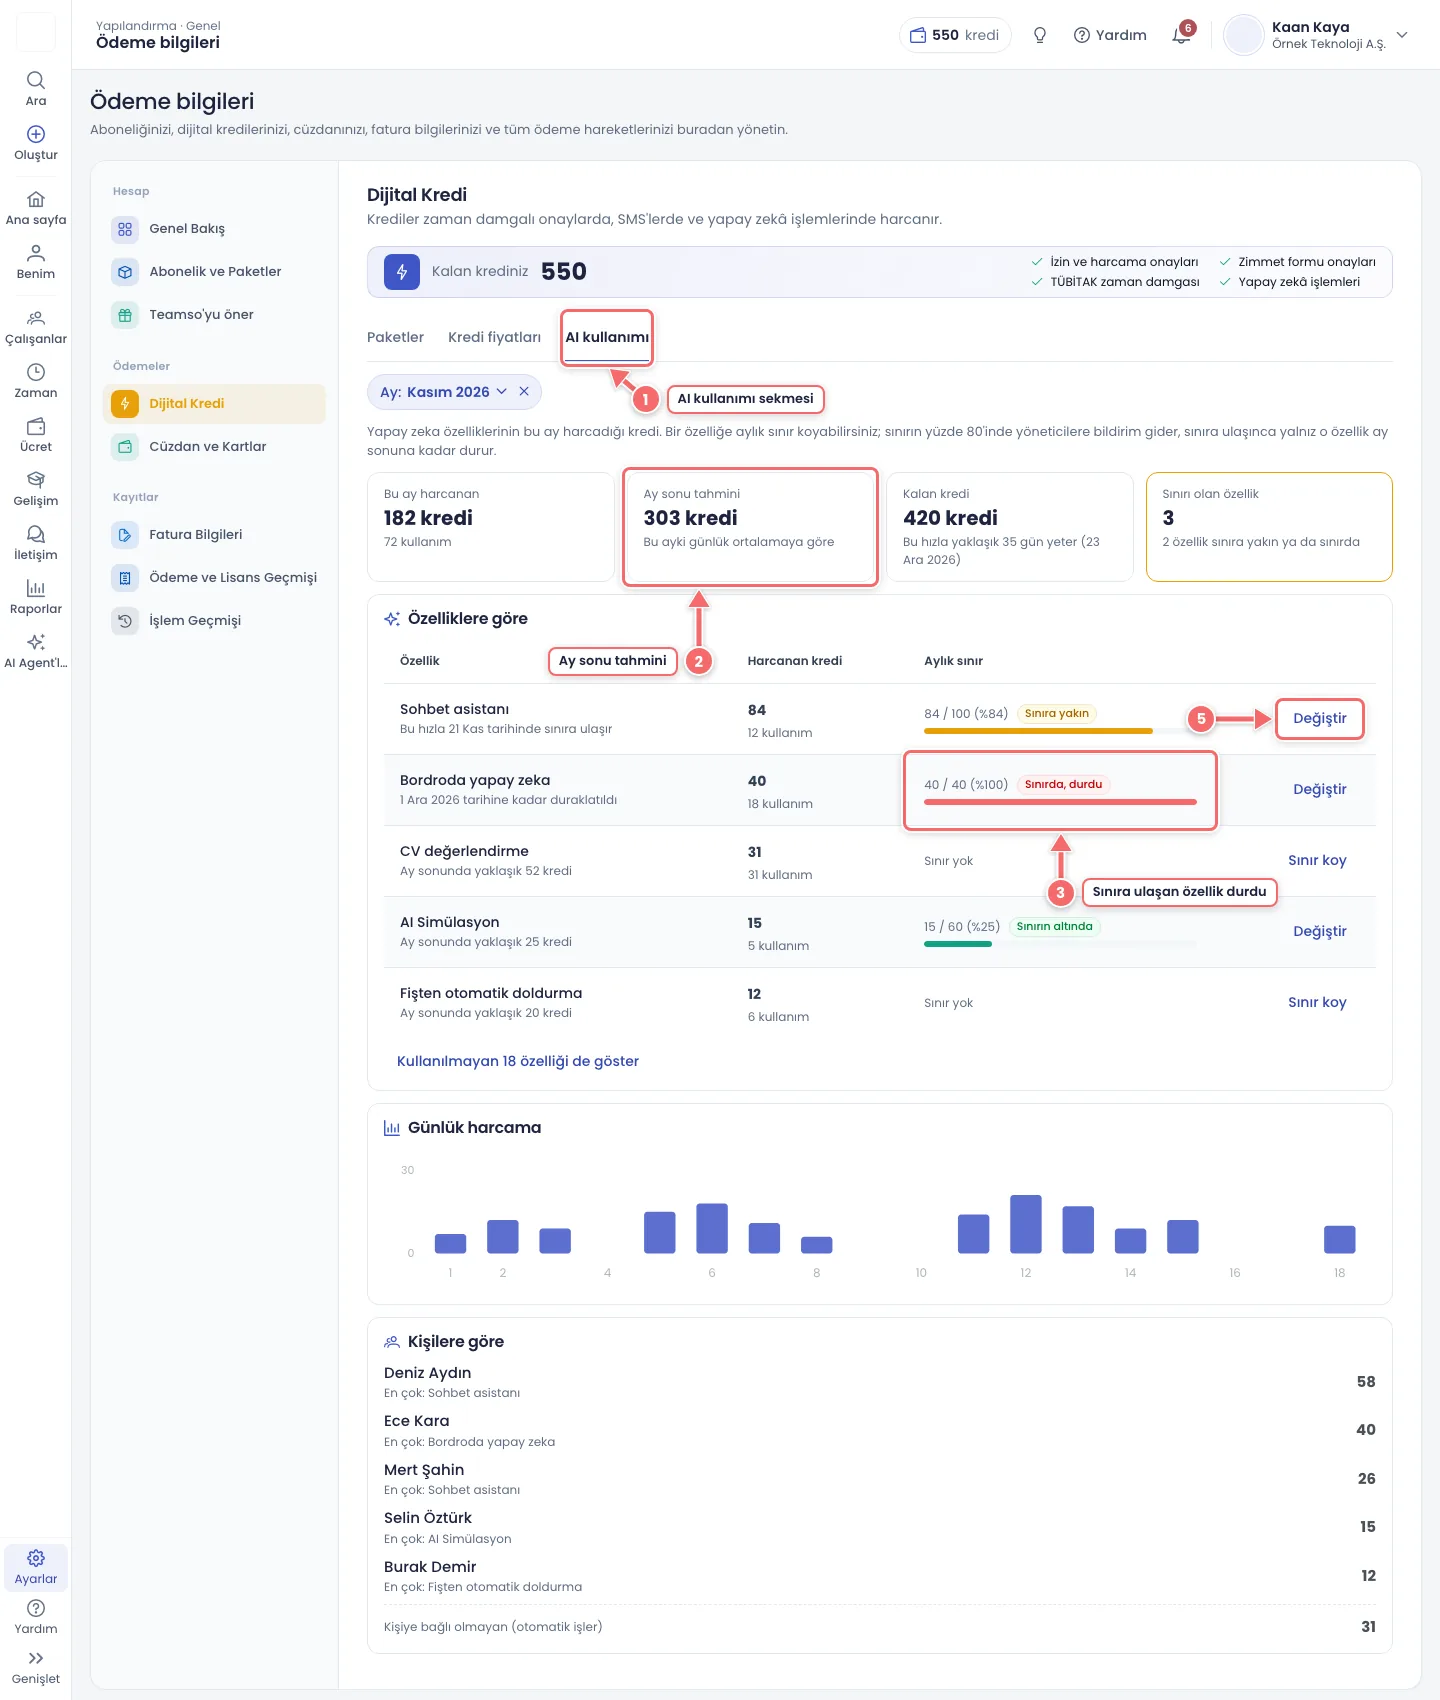 Yapılandırma · Genel
Ödeme bilgileri
550 kredi
Yardım
6
Kaan Kaya
Örnek Teknoloji A.Ş.
Ara
Oluştur
Ana sayfa
Benim
Çalışanlar
Zaman
Ücret
Gelişim
İletişim
Raporlar
AI Agent'l...
Ayarlar
Yardım
Genişlet
Ödeme bilgileri
Aboneliğinizi, dijital kredilerinizi, cüzdanınızı, fatura bilgilerinizi ve tüm ödeme hareketlerinizi buradan yönetin.
Hesap
Genel Bakış
Abonelik ve Paketler
Teamso'yu öner
Ödemeler
Dijital Kredi
Cüzdan ve Kartlar
Kayıtlar
Fatura Bilgileri
Ödeme ve Lisans Geçmişi
İşlem Geçmişi
Dijital Kredi
Krediler zaman damgalı onaylarda, SMS'lerde ve yapay zekâ işlemlerinde harcanır.
Kalan krediniz 550
İzin ve harcama onayları
Zimmet formu onayları
TÜBİTAK zaman damgası
Yapay zekâ işlemleri
Paketler
Kredi fiyatları
AI kullanımı
Ay: Kasım 2026
1
AI kullanımı sekmesi
Yapay zeka özelliklerinin bu ay harcadığı kredi. Bir özelliğe aylık sınır koyabilirsiniz; sınırın yüzde 80'inde yöneticilere bildirim gider, sınıra ulaşınca yalnız o özellik ay
sonuna kadar durur.
Bu ay harcanan
182 kredi
72 kullanım
Ay sonu tahmini
303 kredi
Bu ayki günlük ortalamaya göre
Kalan kredi
420 kredi
Bu hızla yaklaşık 35 gün yeter (23
Ara 2026)
Sınırı olan özellik
3
2 özellik sınıra yakın ya da sınırda
Özelliklere göre
Özellik
Ay sonu tahmini
2
Harcanan kredi
Aylık sınır
Sohbet asistanı
Bu hızla 21 Kas tarihinde sınıra ulaşır
84
12 kullanım
84 / 100 (%84)
Sınıra yakın
5
Değiştir
Bordroda yapay zeka
1 Ara 2026 tarihine kadar duraklatıldı
40
18 kullanım
40 / 40 (%100)
Sınırda, durdu
Değiştir
CV değerlendirme
Ay sonunda yaklaşık 52 kredi
31
31 kullanım
Sınır yok
Sınır koy
3
Sınıra ulaşan özellik durdu
AI Simülasyon
Ay sonunda yaklaşık 25 kredi
15
5 kullanım
15 / 60 (%25)
Sınırın altında
Değiştir
Fişten otomatik doldurma
Ay sonunda yaklaşık 20 kredi
12
6 kullanım
Sınır yok
Sınır koy
Kullanılmayan 18 özelliği de göster
Günlük harcama
30
0
1
2
4
6
8
10
12
14
16
18
Kişilere göre
Deniz Aydın
En çok: Sohbet asistanı
58
Ece Kara
En çok: Bordroda yapay zeka
40
Mert Şahin
En çok: Sohbet asistanı
26
Selin Öztürk
En çok: AI Simülasyon
15
Burak Demir
En çok: Fişten otomatik doldurma
12
Kişiye bağlı olmayan (otomatik işler)
31